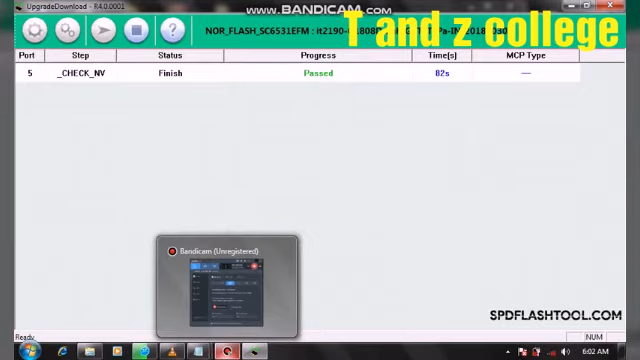 UpgradeDownload - R4.0.0001
WWW.BANDICAM.COM
T and z college
NOR_FLASH_SC6531EFM : it2190-
Port Step Status Progress Time(s) MCP Type
5 _CHECK_NV Finish Passed 82s ---
Bandicam (Unregistered)
SPDFLASHTOOL.COM
Ready
NUM
6:02 AM